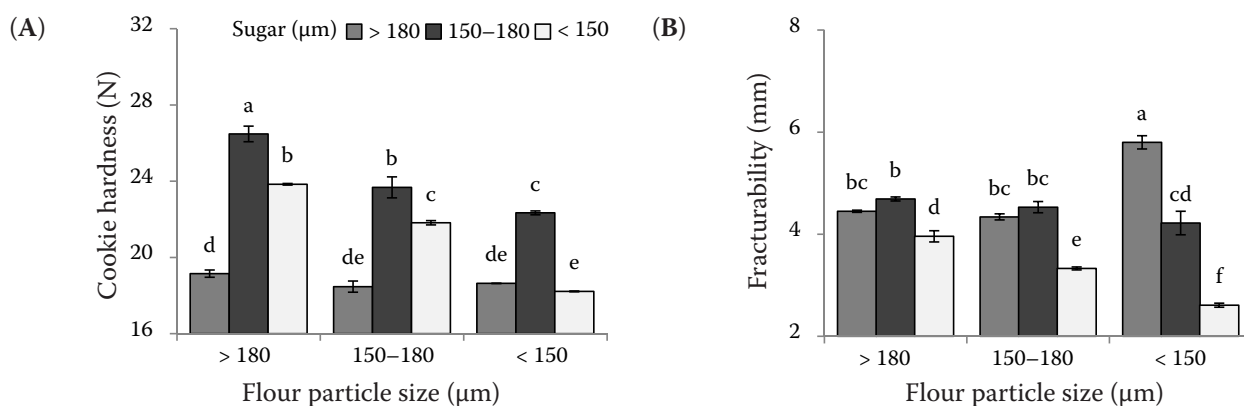 (A)
Cookie hardness (N)
32
28
24
20
16
Sugar (µm) > 180 150–180 < 150
d a b
de b c
de c e
> 180 150–180 < 150
Flour particle size (µm)
(B)
Fracturability (mm)
8
6
4
2
bc b d
bc bc e
a cd f
> 180 150–180 < 150
Flour particle size (µm)